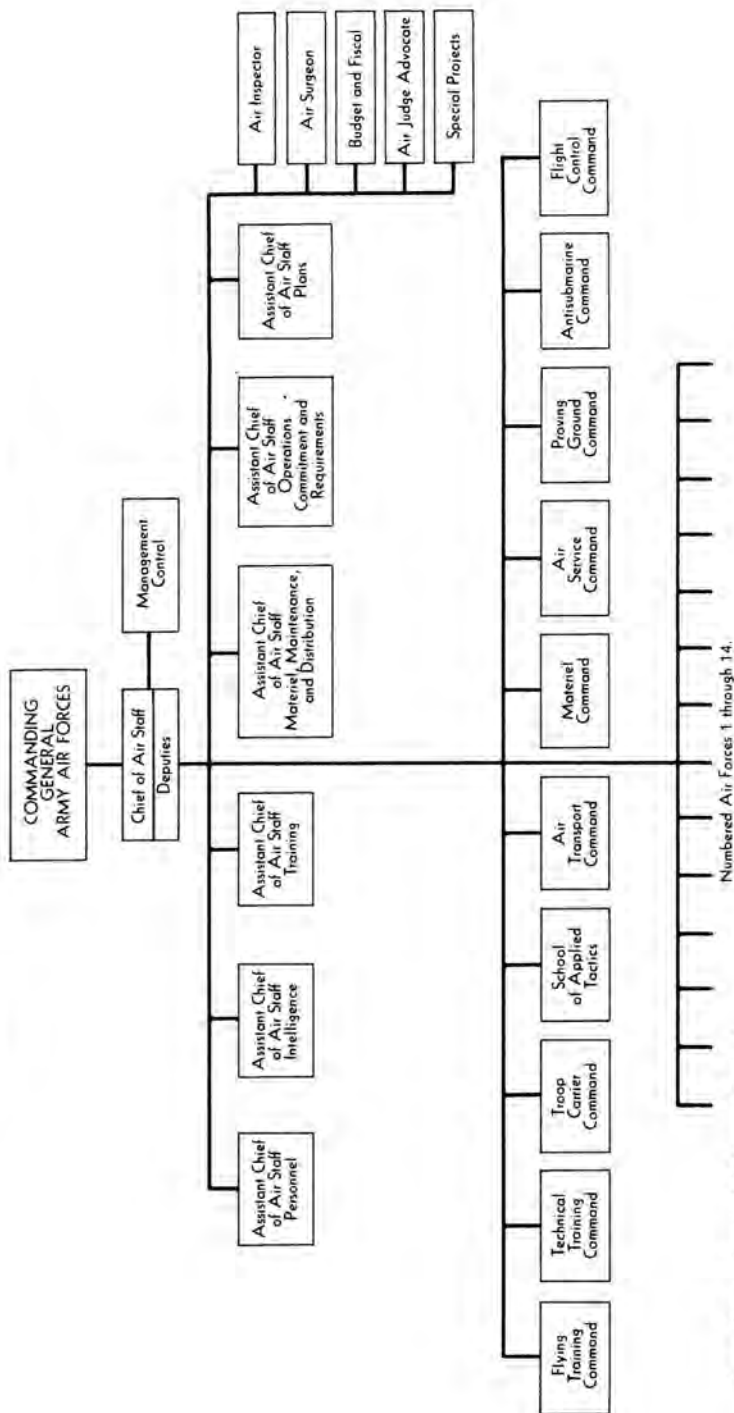 COMMANDING
GENERAL
ARMY AIR FORCES
Chief of Air Staff
Deputies
Management
Control
Assistant Chief
of Air Staff
Personnel
Assistant Chief
of Air Staff
Intelligence
Assistant Chief
of Air Staff
Training
Assistant Chief
of Air Staff
Materiel, Maintenance,
and Distribution
Assistant Chief
of Air Staff
Operations
Commitment and
Requirements
Assistant Chief
of Air Staff
Plans
Air Inspector
Air Surgeon
Budget and Fiscal
Air Judge Advocate
Special Projects
Flying
Training
Command
Technical
Training
Command
Troop
Carrier
Command
School
of Applied
Tactics
Air
Transport
Command
Materiel
Command
Air
Service
Command
Proving
Ground
Command
Antisubmarine
Command
Flight
Control
Command
Numbered Air Forces 1 through 14.